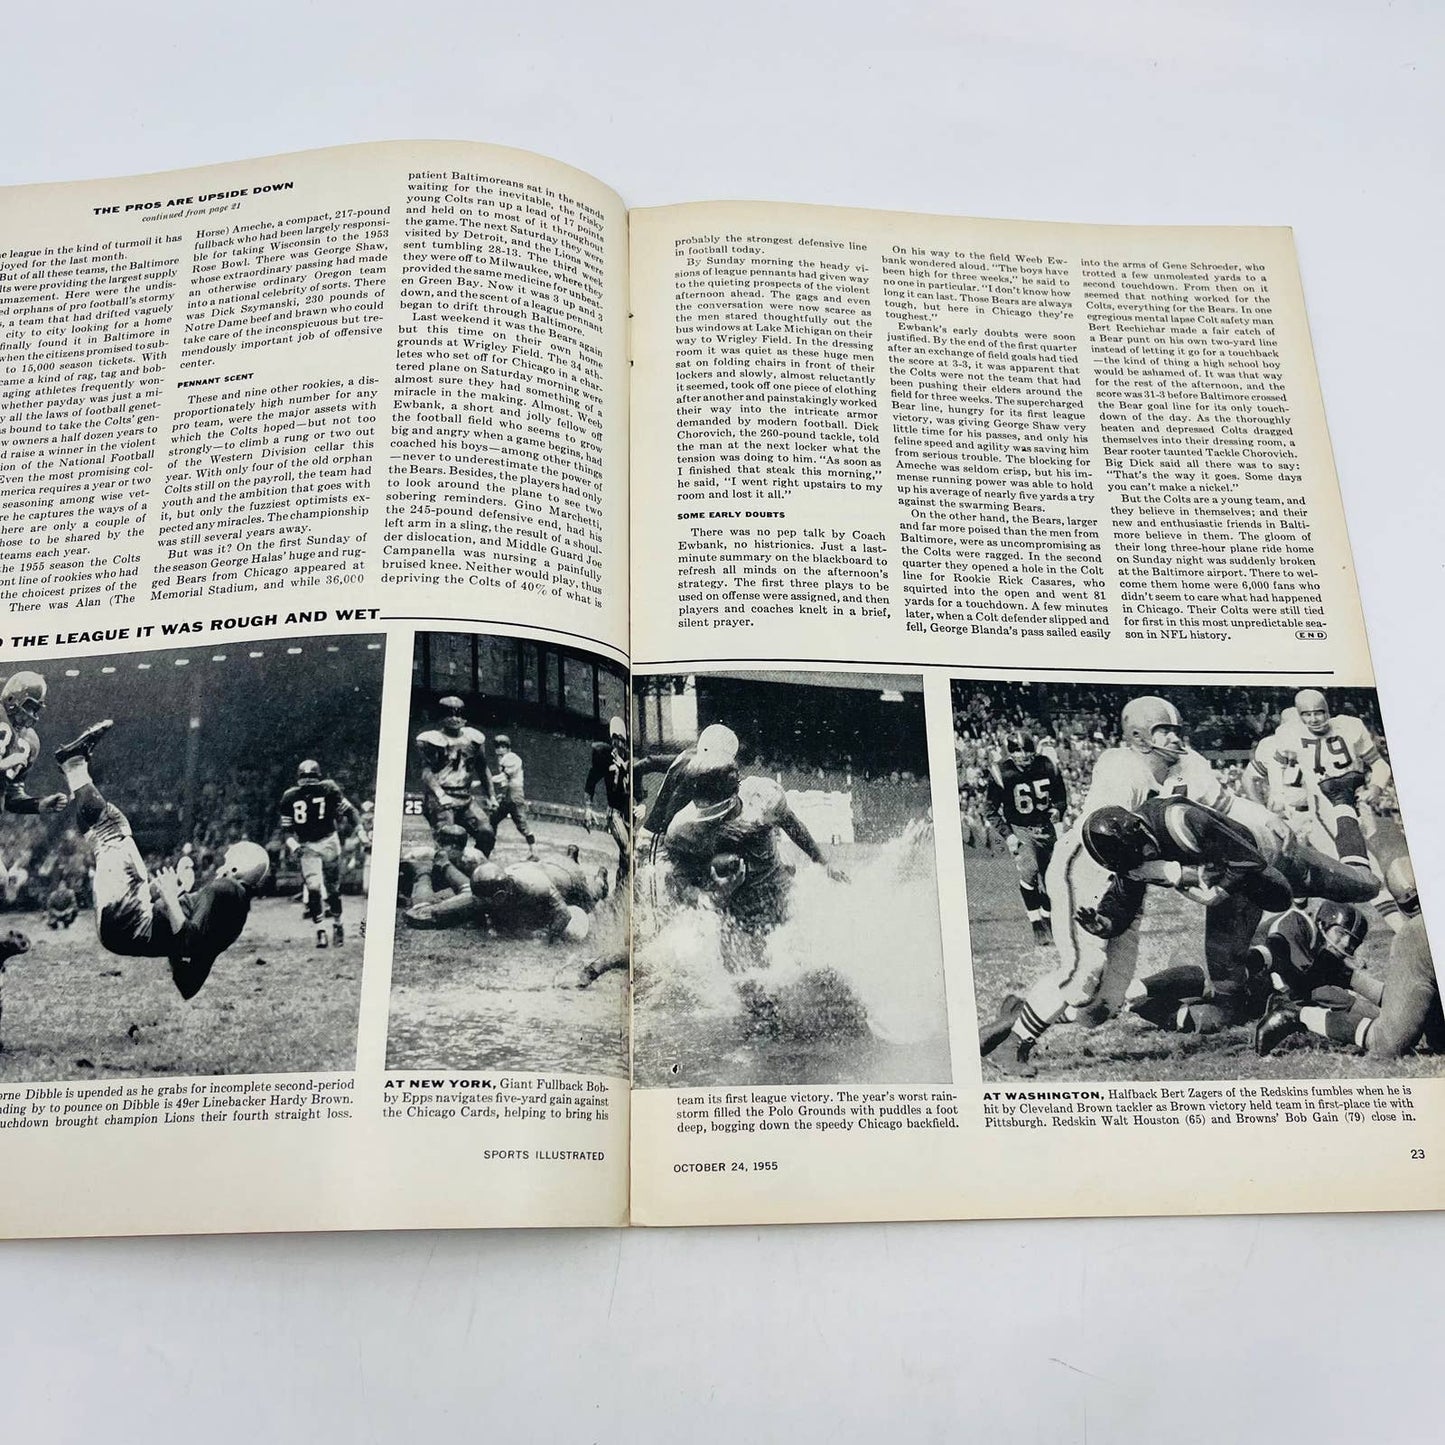 THE PROS ARE UPSIDE DOWN
continued from page 21
league in the kind of turmoil it has
joyed for the last month.
But of all these teams, the Baltimore
lts were providing the largest supply
amazement. Here were the undis-
ed orphans of pro football's stormy
s, a team that had drifted vaguely
city to city looking for a home
finally found it in Baltimore in
when the citizens promised to sub-
to 15,000 season tickets. With
came a kind of rag, tag and bob-
aging athletes frequently won-
whether payday was just a mi-
y all the laws of football genet-
was bound to take the Colts' gen-
w owners a half dozen years to
d raise a winner in the violent
ion of the National Football
Even the most promising col-
merica requires a year or two
seasoning among wise vet-
re he captures the ways of a
here are only a couple of
hose to be shared by the
teams each year.
the 1955 season the Colts
ont line of rookies who had
the choicest prizes of the
There was Alan (The
Horse) Ameche, a compact, 217-pound
fullback who had been largely responsi-
ble for taking Wisconsin to the 1953
Rose Bowl. There was George Shaw,
whose extraordinary passing had made
an otherwise ordinary Oregon team
into a national celebrity of sorts. There
was Dick Szymanski, 230 pounds of
Notre Dame beef and brawn who could
take care of the inconspicuous but tre-
mendously important job of offensive
center.
PENNANT SCENT
These and nine other rookies, a dis-
proportionately high number for any
pro team, were the major assets with
which the Colts hoped—but not too
strongly—to climb a rung or two out
of the Western Division cellar this
year. With only four of the old orphan
Colts still on the payroll, the team had
youth and the ambition that goes with
it, but only the fuzziest optimists ex-
pected any miracles. The championship
was still several years away.
But was it? On the first Sunday of
the season George Halas' huge and rug-
ged Bears from Chicago appeared at
Memorial Stadium, and while 36,000
patient Baltimoreans sat in the stands
waiting for the inevitable, the frisky
young Colts ran up a lead of 17 points
and held on to most of it throughout
the game. The next Saturday they were
visited by Detroit, and the Lions were
sent tumbling 28-13. The third week
they were off to Milwaukee, where they
provided the same medicine for unbeat-
en Green Bay. Now it was 3 up and 3
down, and the scent of a league pennant
began to drift through Baltimore.
Last weekend it was the Bears again
but this time on their own home
grounds at Wrigley Field. The 34 ath-
letes who set off for Chicago in a char-
tered plane on Saturday morning were
almost sure they had something of a
miracle in the making. Almost. Weeb
Ewbank, a short and jolly fellow off
the football field who seems to grow
big and angry when a game begins, had
coached his boys—among other things
—never to underestimate the power of
the Bears. Besides, the players had only
to look around the plane to see two
sobering reminders. Gino Marchetti,
the 245-pound defensive end, had his
left arm in a sling, the result of a shoul-
der dislocation, and Middle Guard Joe
Campanella was nursing a painfully
bruised knee. Neither would play, thus
depriving the Colts of 40% of what is
THE LEAGUE IT WAS ROUGH AND WET
87
25
orne Dibble is upended as he grabs for incomplete second-period
ding by to pounce on Dibble is 49er Linebacker Hardy Brown.
uchdown brought champion Lions their fourth straight loss.
AT NEW YORK, Giant Fullback Bob-
by Epps navigates five-yard gain against
the Chicago Cards, helping to bring his
SPORTS ILLUSTRATED
probably the strongest defensive line
in football today.
By Sunday morning the heady vi-
sions of league pennants had given way
to the quieting prospects of the violent
afternoon ahead. The gags and even
the conversation were now scarce as
the men stared thoughtfully out the
bus windows at Lake Michigan on their
way to Wrigley Field. In the dressing
room it was quiet as these huge men
sat on folding chairs in front of their
lockers and slowly, almost reluctantly
it seemed, took off one piece of clothing
after another and painstakingly worked
their way into the intricate armor
demanded by modern football. Dick
Chorovich, the 260-pound tackle, told
the man at the next locker what the
tension was doing to him. "As soon as
I finished that steak this morning,"
he said, "I went right upstairs to my
room and lost it all."
SOME EARLY DOUBTS
There was no pep talk by Coach
Ewbank, no histrionics. Just a last-
minute summary on the blackboard to
refresh all minds on the afternoon's
strategy. The first three plays to be
used on offense were assigned, and then
players and coaches knelt in a brief,
silent prayer.
On his way to the field Weeb Ew-
bank wondered aloud. "The boys have
been high for three weeks," he said to
no one in particular. "I don't know how
long it can last. Those Bears are always
tough, but here in Chicago they're
toughest."
Ewbank's early doubts were soon
justified. By the end of the first quarter
after an exchange of field goals had tied
the score at 3-3, it was apparent that
the Colts were not the team that had
been pushing their elders around the
field for three weeks. The supercharged
Bear line, hungry for its first league
victory, was giving George Shaw very
little time for his passes, and only his
feline speed and agility was saving him
from serious trouble. The blocking for
Ameche was seldom crisp, but his im-
mense running power was able to hold
up his average of nearly five yards a try
against the swarming Bears.
On the other hand, the Bears, larger
and far more poised than the men from
Baltimore, were as uncompromising as
the Colts were ragged. In the second
quarter they opened a hole in the Colt
line for Rookie Rick Casares, who
squirted into the open and went 81
yards for a touchdown. A few minutes
later, when a Colt defender slipped and
fell, George Blanda's pass sailed easily
into the arms of Gene Schroeder, who
trotted a few unmolested yards to a
second touchdown. From then on it
seemed that nothing worked for the
Colts, everything for the Bears. In one
egregious mental lapse Colt safety man
Bert Rechichar made a fair catch of
a Bear punt on his own two-yard line
instead of letting it go for a touchback
—the kind of thing a high school boy
would be ashamed of. It was that way
for the rest of the afternoon, and the
score was 31-3 before Baltimore crossed
the Bear goal line for its only touch-
down of the day. As the thoroughly
beaten and depressed Colts dragged
themselves into their dressing room, a
Bear rooter taunted Tackle Chorovich.
Big Dick said all there was to say:
"That's the way it goes. Some days
you can't make a nickel."
But the Colts are a young team, and
they believe in themselves; and their
new and enthusiastic friends in Balti-
more believe in them. The gloom of
their long three-hour plane ride home
on Sunday night was suddenly broken
at the Baltimore airport. There to wel-
come them home were 6,000 fans who
didn't seem to care what had happened
in Chicago. Their Colts were still tied
for first in this most unpredictable sea-
son in NFL history. END
65
79
team its first league victory. The year's worst rain-
storm filled the Polo Grounds with puddles a foot
deep, bogging down the speedy Chicago backfield.
AT WASHINGTON, Halfback Bert Zagers of the Redskins fumbles when he is
hit by Cleveland Brown tackler as Brown victory held team in first-place tie with
Pittsburgh. Redskin Walt Houston (65) and Browns' Bob Gain (79) close in.
OCTOBER 24, 1955
23